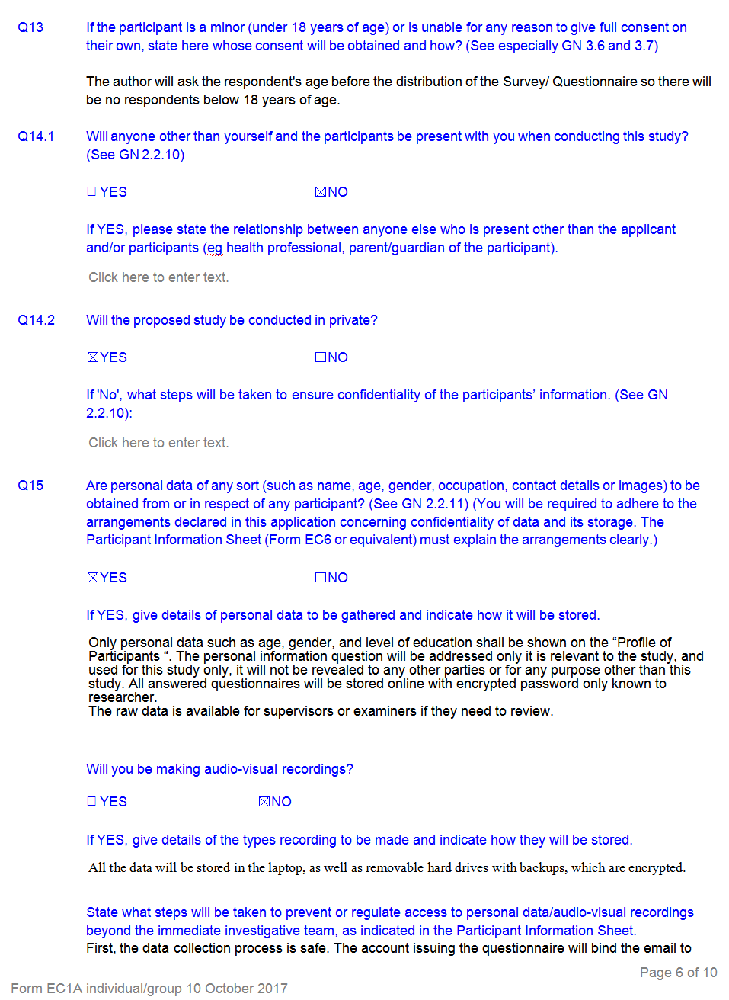 Q13 If the participant is a minor (under 18 years of age) or is unable for any reason to give full consent on
their own, state here whose consent will be obtained and how? (See especially GN 3.6 and 3.7)
The author will ask the respondent's age before the distribution of the Survey/ Questionnaire so there will
be no respondents below 18 years of age.
Q14.1 Will anyone other than yourself and the participants be present with you when conducting this study?
(See GN 2.2.10)
☐ YES ☒NO
If YES, please state the relationship between anyone else who is present other than the applicant
and/or participants (eg health professional, parent/guardian of the participant).
Click here to enter text.
Q14.2 Will the proposed study be conducted in private?
☒YES ☐NO
If 'No', what steps will be taken to ensure confidentiality of the participants’ information. (See GN
2.2.10):
Click here to enter text.
Q15 Are personal data of any sort (such as name, age, gender, occupation, contact details or images) to be
obtained from or in respect of any participant? (See GN 2.2.11) (You will be required to adhere to the
arrangements declared in this application concerning confidentiality of data and its storage. The
Participant Information Sheet (Form EC6 or equivalent) must explain the arrangements clearly.)
☒YES ☐NO
If YES, give details of personal data to be gathered and indicate how it will be stored.
Only personal data such as age, gender, and level of education shall be shown on the “Profile of
Participants “. The personal information question will be addressed only it is relevant to the study, and
used for this study only, it will not be revealed to any other parties or for any purpose other than this
study. All answered questionnaires will be stored online with encrypted password only known to
researcher.
The raw data is available for supervisors or examiners if they need to review.
Will you be making audio-visual recordings?
☐ YES ☒NO
If YES, give details of the types recording to be made and indicate how they will be stored.
All the data will be stored in the laptop, as well as removable hard drives with backups, which are encrypted.
State what steps will be taken to prevent or regulate access to personal data/audio-visual recordings
beyond the immediate investigative team, as indicated in the Participant Information Sheet.
First, the data collection process is safe. The account issuing the questionnaire will bind the email to
Page 6 of 10
Form EC1A individual/group 10 October 2017